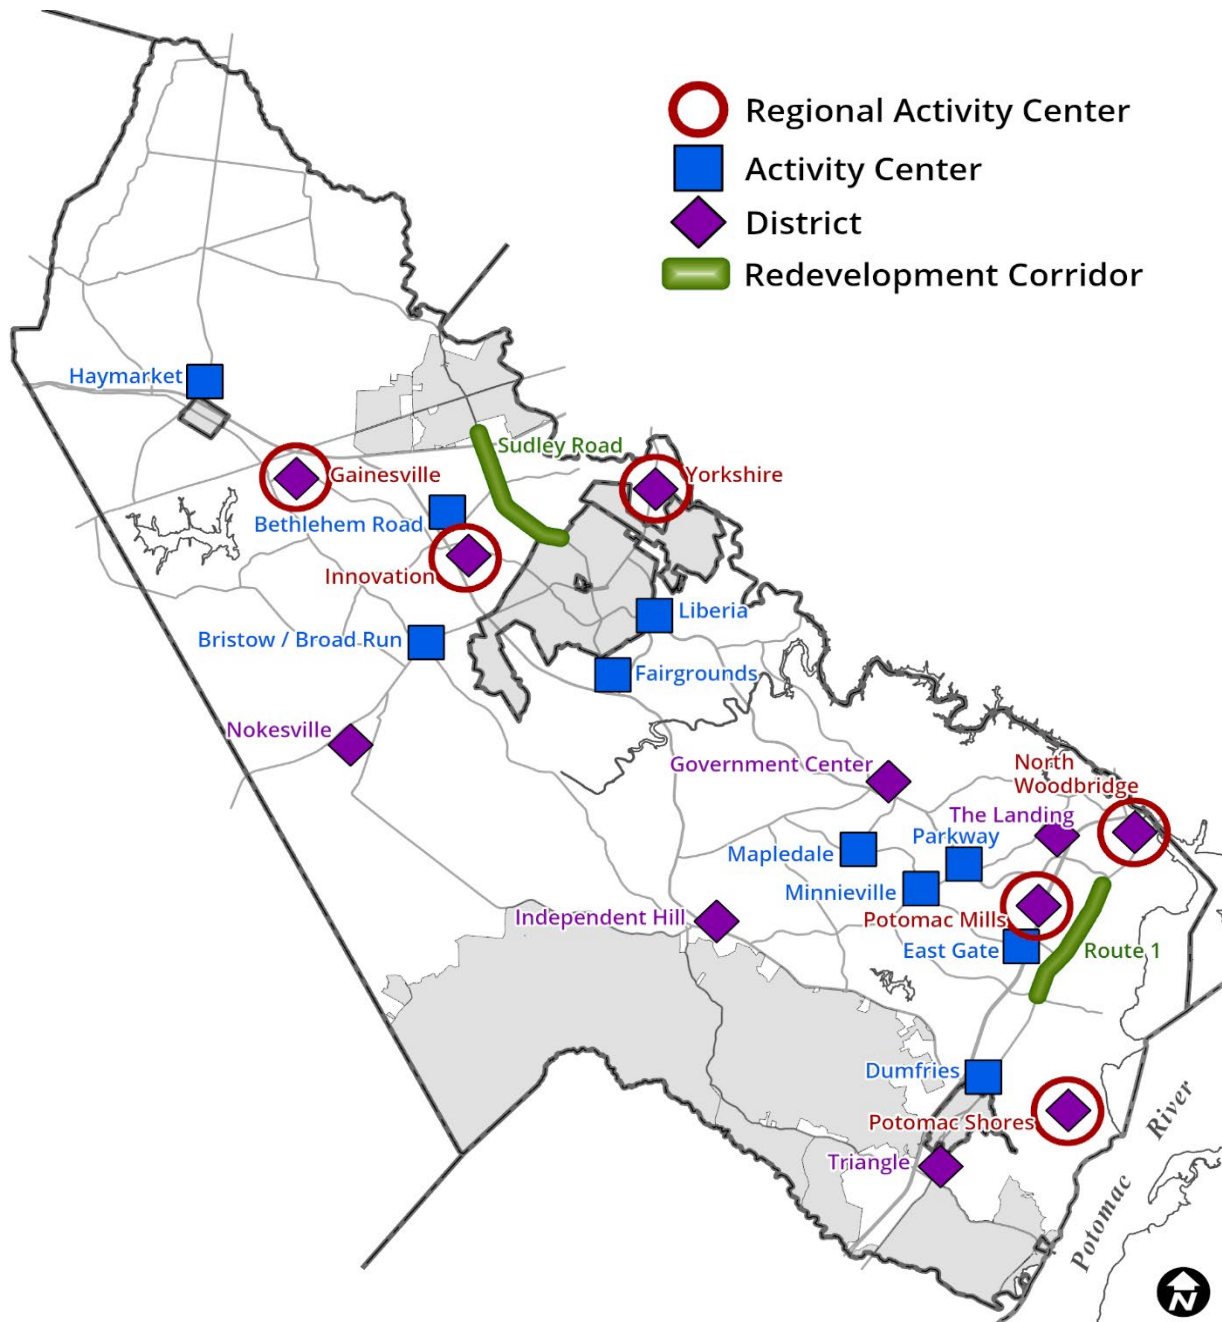 Regional Activity Center
Activity Center
District
Redevelopment Corridor
Haymarket
Sudley Road
Gainesville
Yorkshire
Bethlehem Road
Innovation
Liberia
Bristow / Broad Run
Fairgrounds
Nokesville
Government Center
North
Woodbridge
The Landing
Parkway
Mapledale
Minnieville
Potomac Mills
Independent Hill
East Gate
Route 1
Dumfries
Potomac Shores
Triangle
Potomac River
N